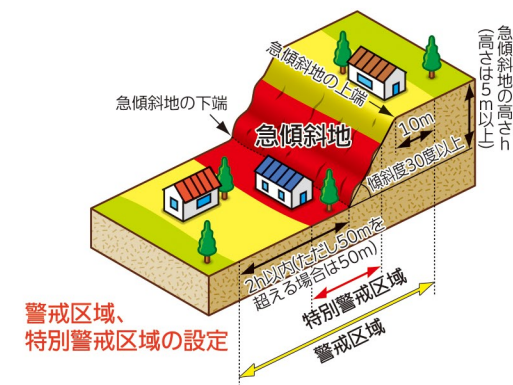 急傾斜地の上端
急傾斜地の高さh
(高さは5m以上)
急傾斜地の下端
急傾斜地
10m
傾斜度30度以上
2h以内(ただし50mを
超える場合は50m)
特別警戒区域
警戒区域
警戒区域、
特別警戒区域の設定